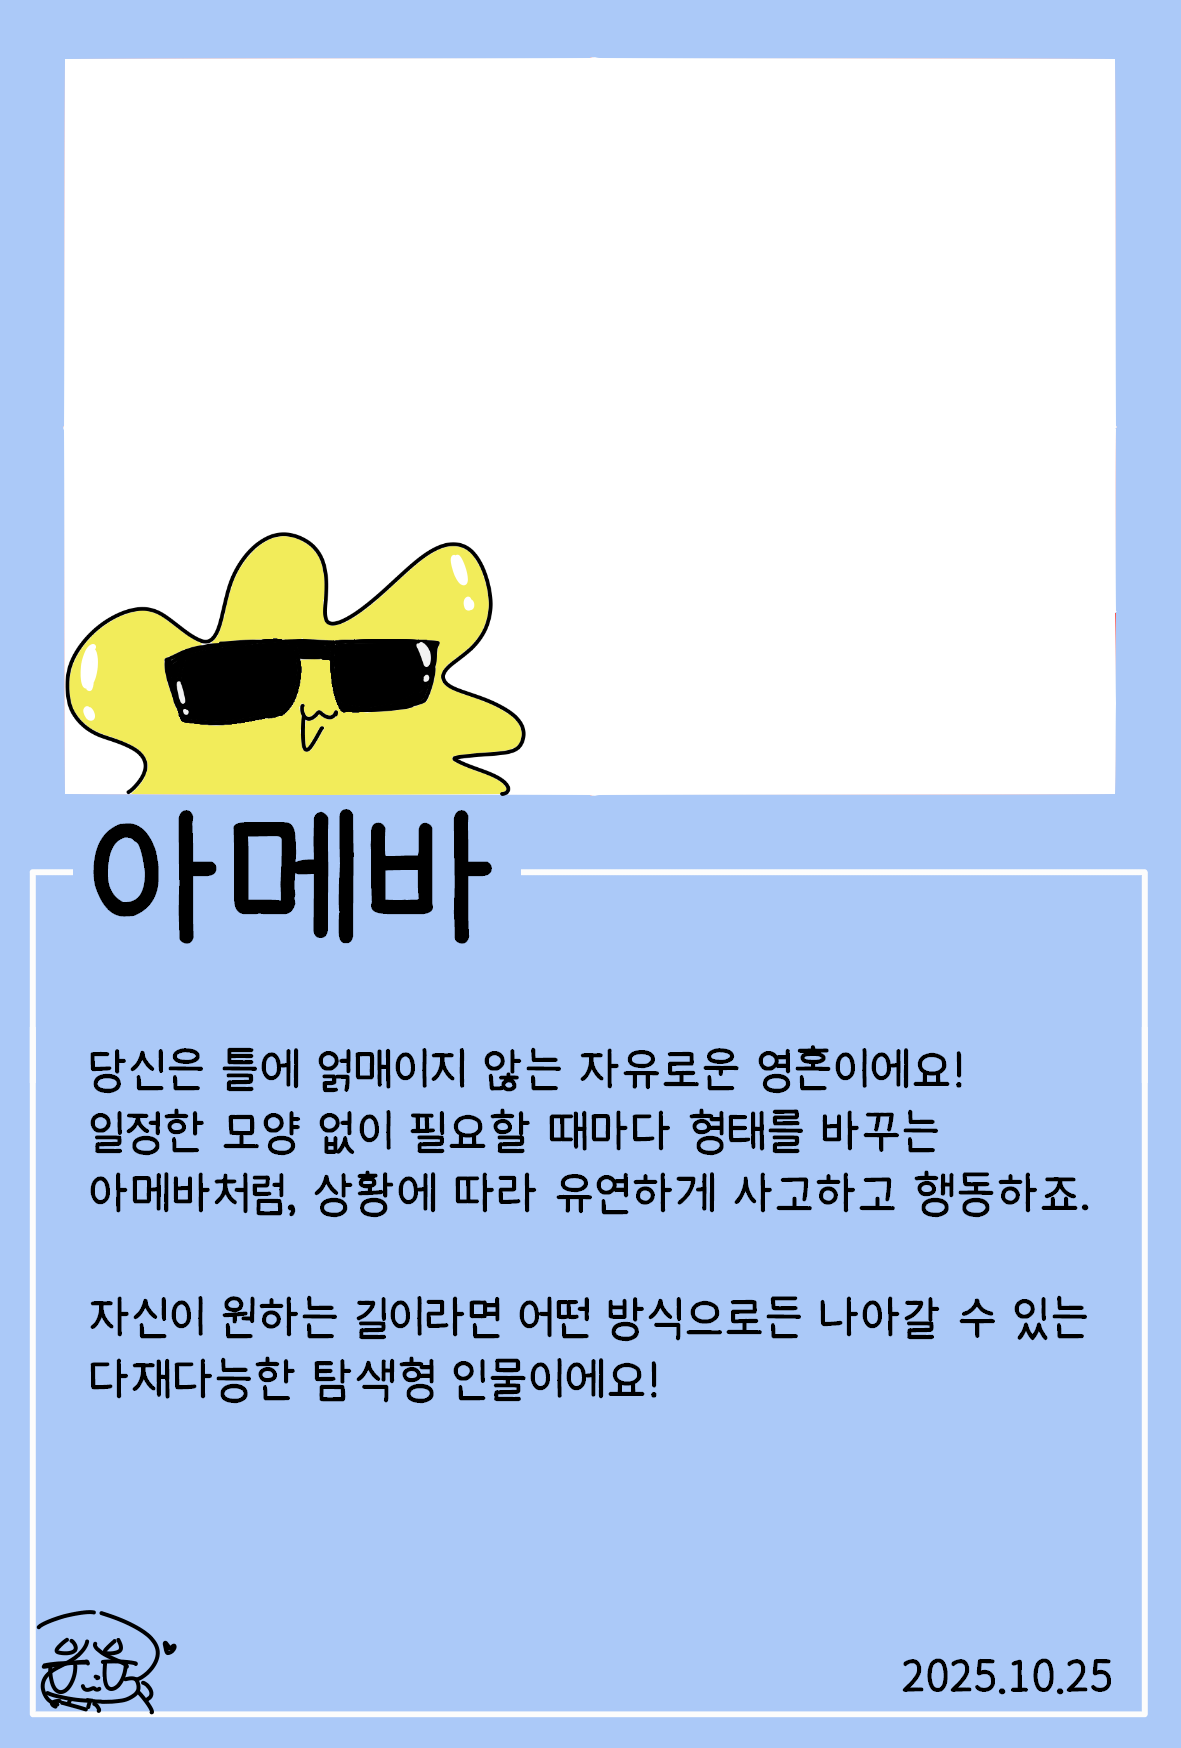 아메바
당신은 틀에 얽매이지 않는 자유로운 영혼이에요!
일정한 모양 없이 필요할 때마다 형태를 바꾸는
아메바처럼, 상황에 따라 유연하게 사고하고 행동하죠.
자신이 원하는 길이라면 어떤 방식으로든 나아갈 수 있는
다재다능한 탐색형 인물이에요!
2025.10.25